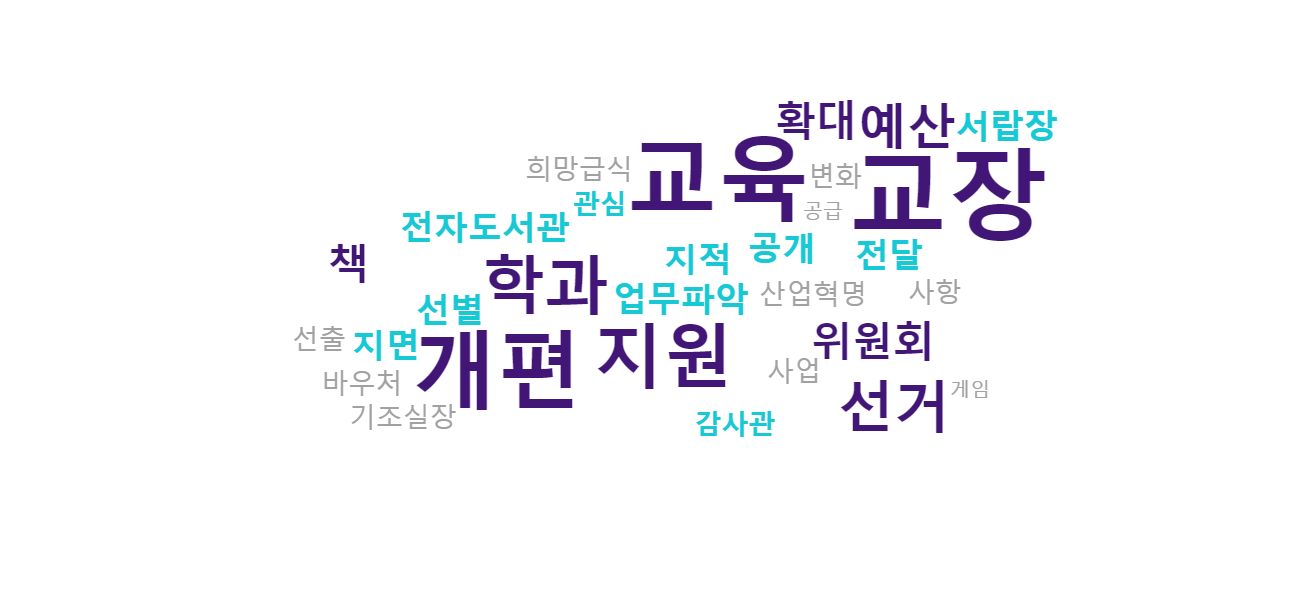 확대
예산
서랍장
희망급식
교육
변화
교장
관심
공급
전자도서관
책
지적
공개
전달
학과
업무파악
산업혁명
사항
선별
선출
지면
개편
지원
위원회
바우처
사업
선거
게임
기조실장
감사관